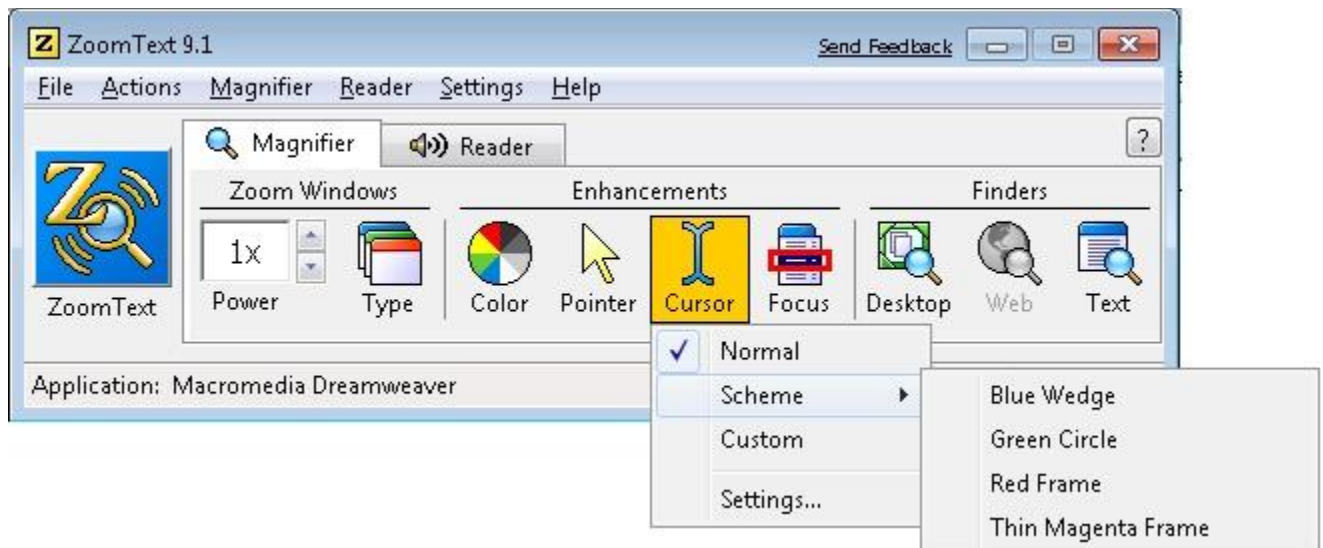 Z ZoomText 9.1 Send Feedback
File Actions Magnifier Reader Settings Help
Magnifier Reader ?
Zoom Windows Enhancements Finders
1x
Power Type Color Pointer Cursor Focus Desktop Web Text
ZoomText
Normal
Application: Macromedia Dreamweaver
Scheme Blue Wedge
Custom Green Circle
Red Frame
Settings...
Thin Magenta Frame